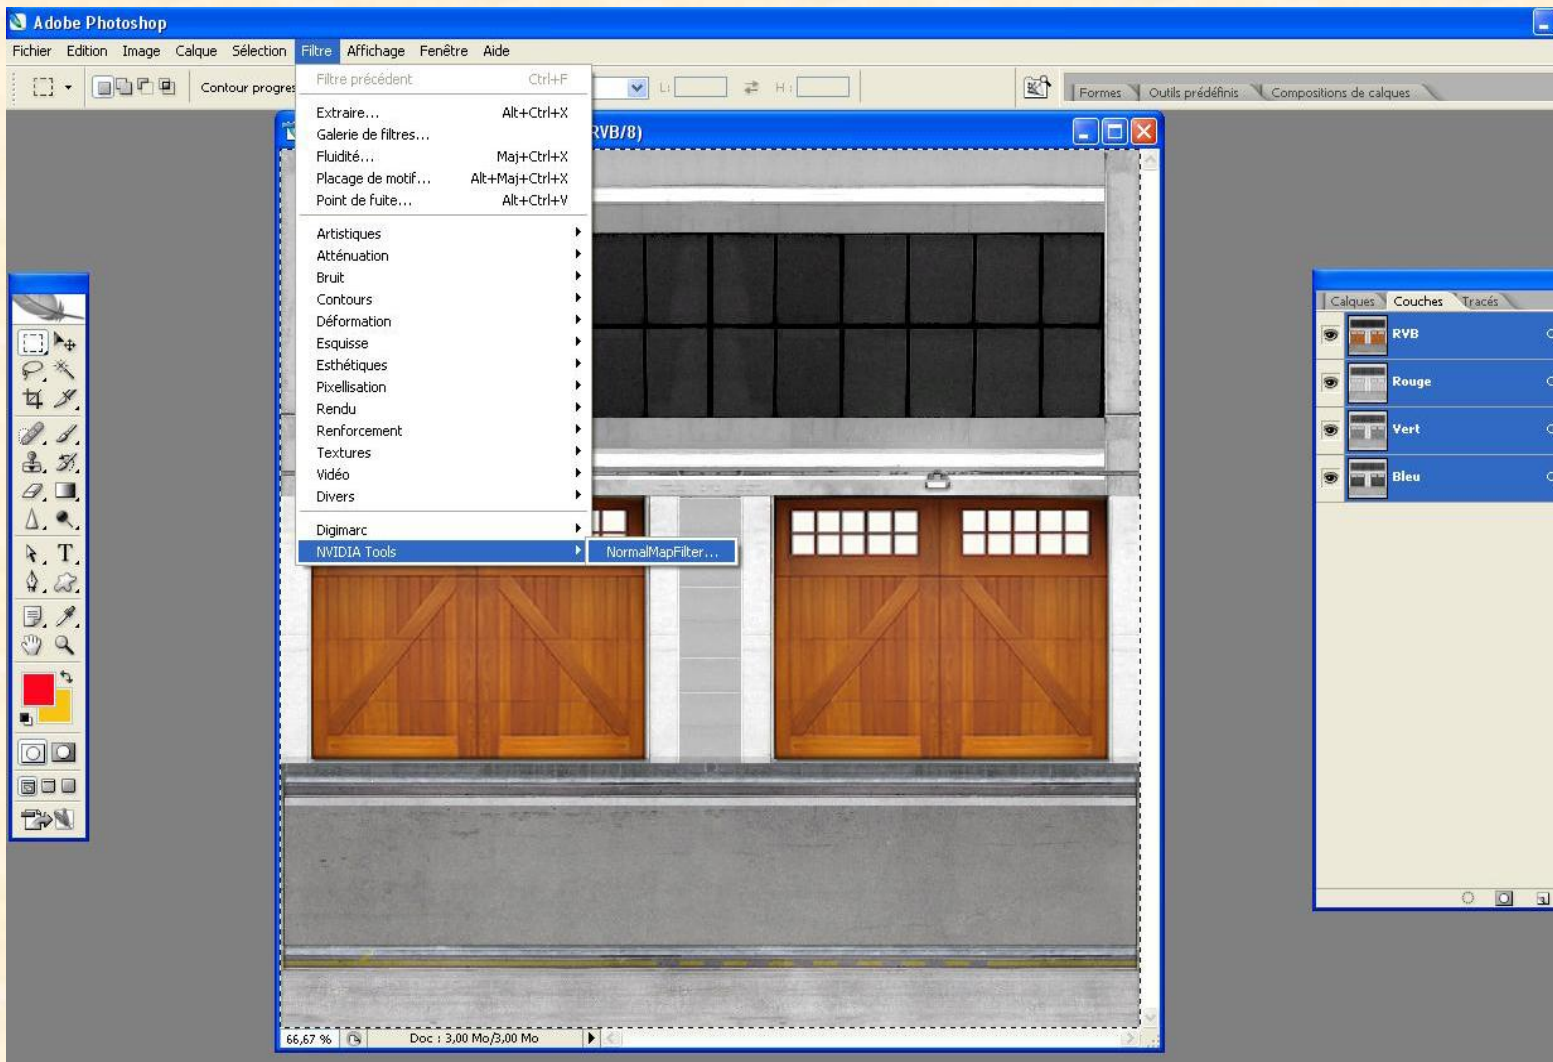 Adobe Photoshop
Fichier Edition Image Calque Sélection Filtre Affichage Fenêtre Aide
Contour progres
L: H:
Formes Outils prédéfinis Compositions de calques
Filtre précédent Ctrl+F
Extraire... Alt+Ctrl+X
Galerie de filtres...
Fluidité... Maj+Ctrl+X
Placage de motif... Alt+Maj+Ctrl+X
Point de fuite... Alt+Ctrl+V
Artistiques
Atténuation
Bruit
Contours
Déformation
Esquisse
Esthétiques
Pixellisation
Rendu
Renforcement
Textures
Vidéo
Divers
Digimarc
NVIDIA Tools
NormalMapFilter...
RVB/8)
Calques Couches Tracés
RVB
Rouge
Vert
Bleu
66,67 % Doc : 3,00 Mo/3,00 Mo